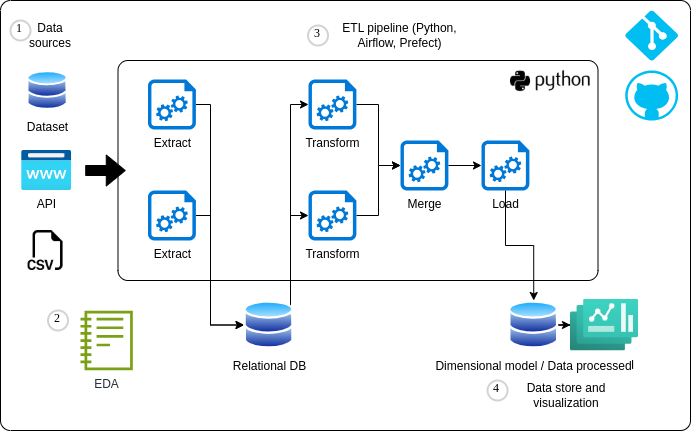 1
Data
sources
Dataset
WWW
API
CSV
2
EDA
3
ETL pipeline (Python,
Airflow, Prefect)
python
Extract
Transform
Merge
Load
Extract
Transform
Relational DB
Dimensional model / Data processed
4
Data store and
visualization